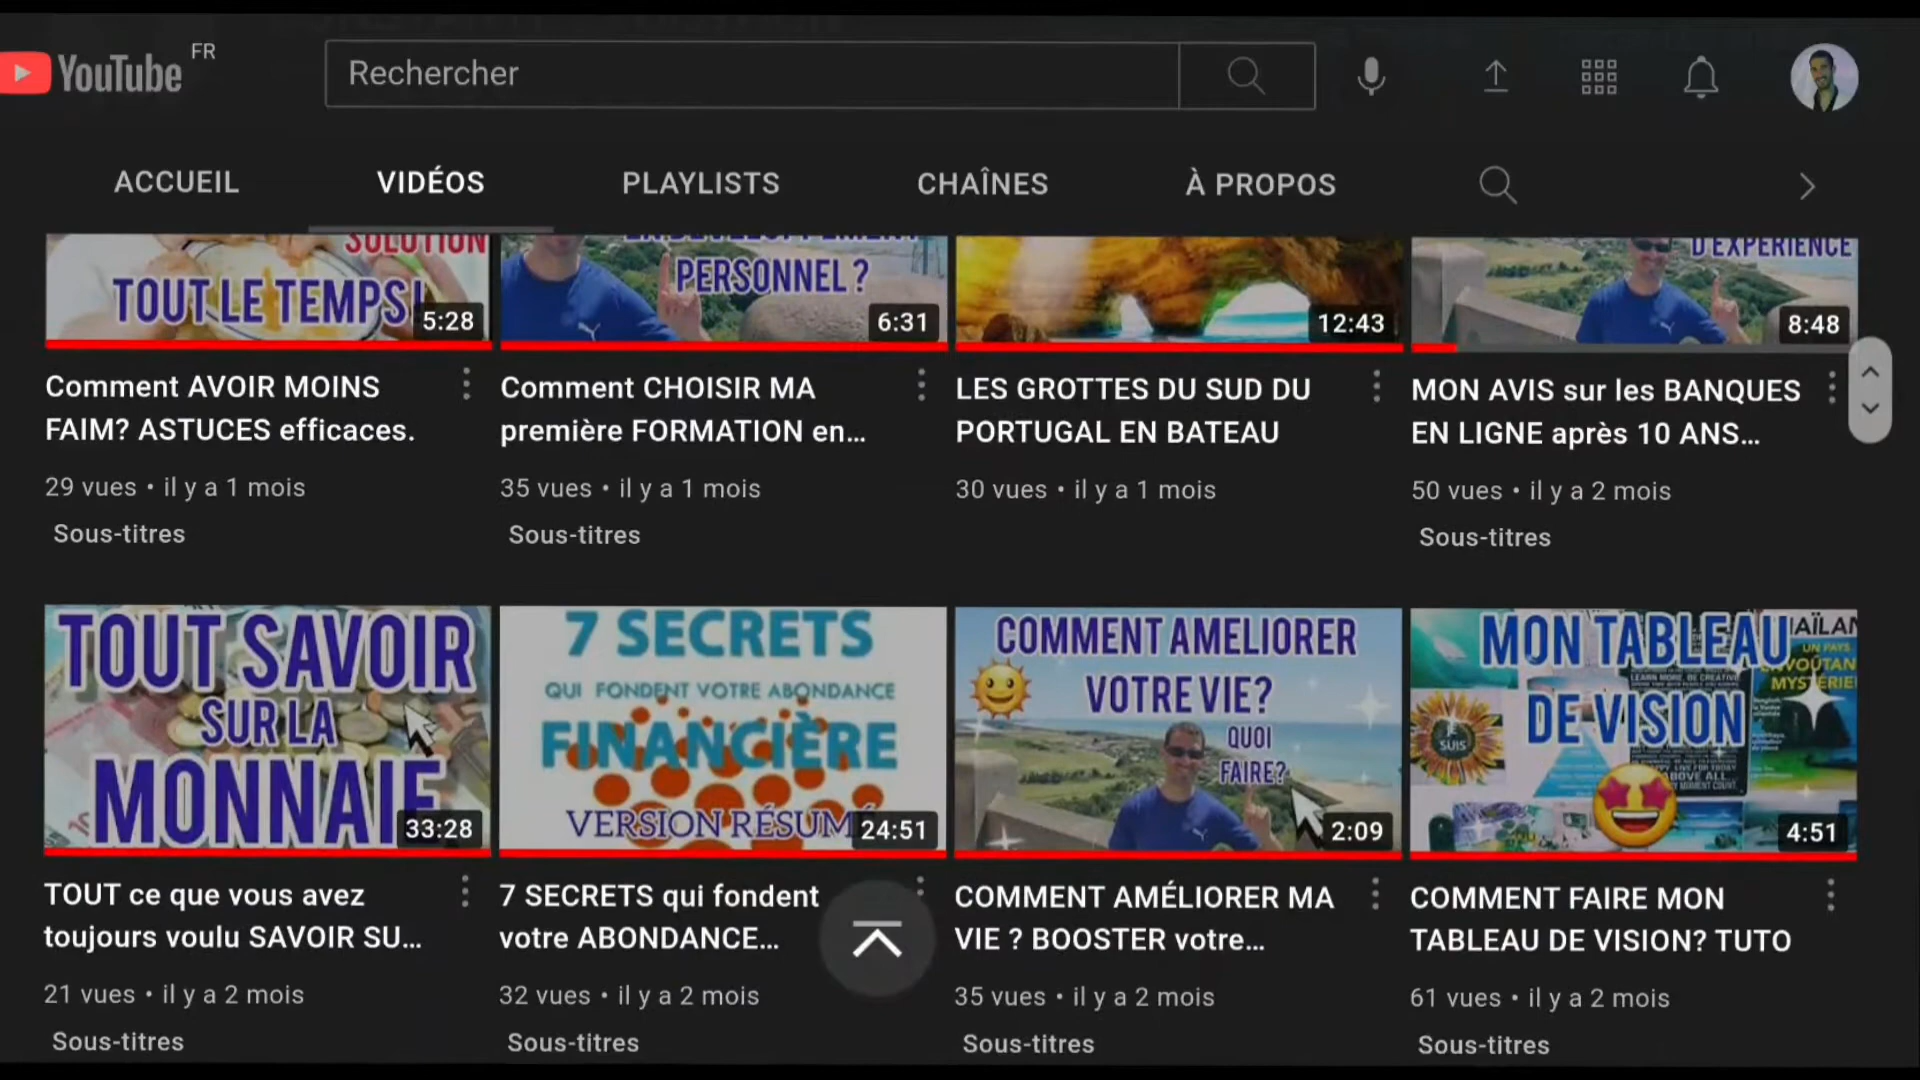 YouTube FR
Rechercher
ACCUEIL VIDÉOS PLAYLISTS CHAÎNES À PROPOS
SOLUTION
TOUT LE TEMPS!
5:28
PERSONNEL ?
6:31
12:43
D'EXPERIENCE
8:48
Comment AVOIR MOINS
FAIM? ASTUCES efficaces.
29 vues • il y a 1 mois
Sous-titres
Comment CHOISIR MA
première FORMATION en...
35 vues • il y a 1 mois
Sous-titres
LES GROTTES DU SUD DU
PORTUGAL EN BATEAU
30 vues • il y a 1 mois
MON AVIS sur les BANQUES
EN LIGNE après 10 ANS...
50 vues • il y a 2 mois
Sous-titres
TOUT SAVOIR
SUR LA
MONNAIE
33:28
7 SECRETS
QUI FONDENT VOTRE ABONDANCE
FINANCIÈRE
VERSION RÉSUMÉ
24:51
COMMENT AMELIORER
VOTRE VIE?
QUOI
FAIRE?
2:09
MON TABLEAU
DE VISION
JE
SUIS
UN PAYS
4:51
TOUT ce que vous avez
toujours voulu SAVOIR SU...
21 vues • il y a 2 mois
Sous-titres
7 SECRETS qui fondent
votre ABONDANCE...
32 vues • il y a 2 mois
Sous-titres
COMMENT AMÉLIORER MA
VIE ? BOOSTER votre...
35 vues • il y a 2 mois
Sous-titres
COMMENT FAIRE MON
TABLEAU DE VISION? TUTO
61 vues • il y a 2 mois
Sous-titres